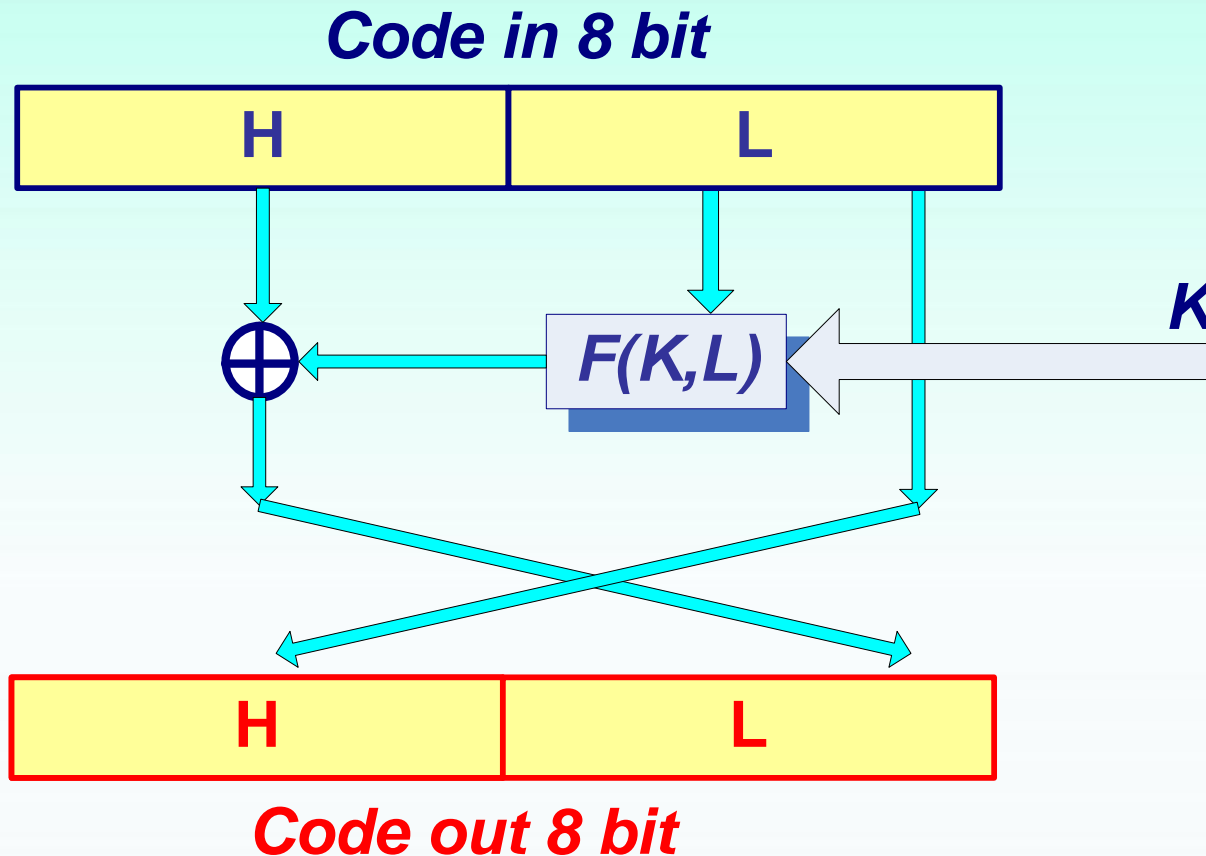 Code in 8 bit
H L
K
F(K,L)
H L
Code out 8 bit